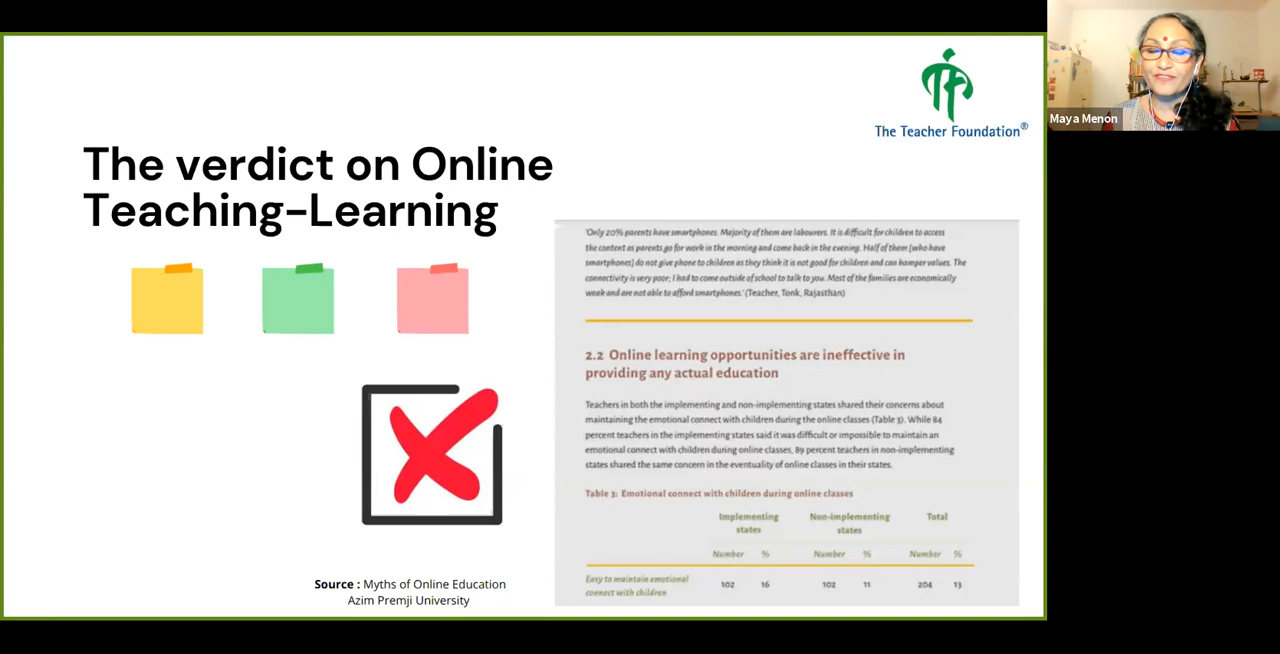 The Teacher Foundation®
Maya Menon
The verdict on Online
Teaching-Learning
'Only 20% parents have smartphones. Majority of them are labourers. It is difficult for children to access
the content as parents go for work in the morning and come back in the evening. Half of them [who have
smartphones] do not give phone to children as they think it is not good for children and can hamper values. The
connectivity is very poor; I had to come outside of school to talk to you. Most of the families are economically
weak and are not able to afford smartphones.' (Teacher, Tonk, Rajasthan)
2.2 Online learning opportunities are ineffective in
providing any actual education
Teachers in both the implementing and non-implementing states shared their concerns about
maintaining the emotional connect with children during the online classes (Table 3). While 84
percent teachers in the implementing states said it was difficult or impossible to maintain an
emotional connect with children during online classes, 89 percent teachers in non-implementing
states shared the same concern in the eventuality of online classes in their states.
Table 3: Emotional connect with children during online classes
Implementing states Non-implementing states Total
Number % Number % Number %
Easy to maintain emotional
connect with children 102 16 102 11 204 13
Source : Myths of Online Education
Azim Premji University